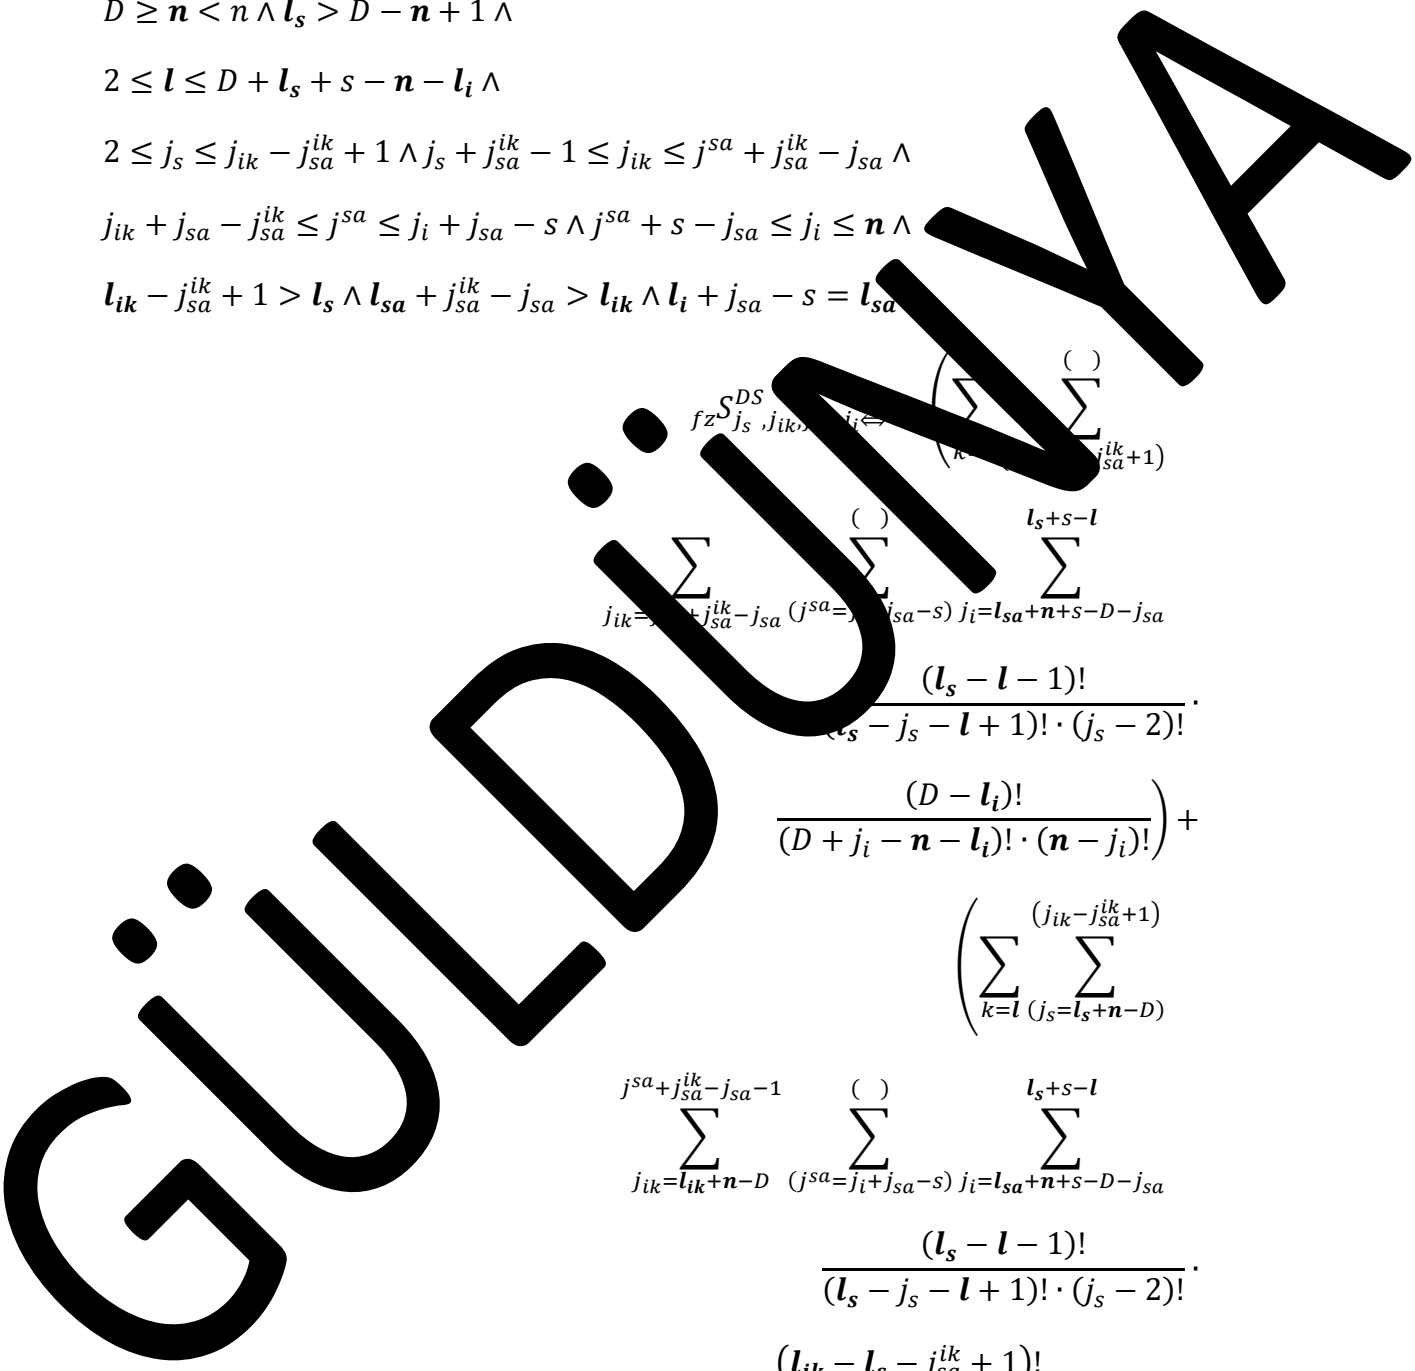 D ≥ n < n ∧ l_s > D − n + 1 ∧
2 ≤ l ≤ D + l_s + s − n − l_i ∧
2 ≤ j_s ≤ j_ik − j_sa^ik + 1 ∧ j_s + j_sa^ik − 1 ≤ j_ik ≤ j^sa + j_sa^ik − j_sa ∧
j_ik + j_sa − j_sa^ik ≤ j^sa ≤ j_i + j_sa − s ∧ j^sa + s − j_sa ≤ j_i ≤ n ∧
l_ik − j_sa^ik + 1 > l_s ∧ l_sa + j_sa^ik − j_sa > l_ik ∧ l_i + j_sa − s = l_sa
( )
fz S^DS j_s ,j_ik, j_i ⇔ ( ∑ ∑
j_sa^ik+1)
( ) l_s+s−l
∑ ∑ ∑
j_ik= +j_sa^ik−j_sa (j^sa= j_sa−s) j_i=l_sa+n+s−D−j_sa
(l_s − l − 1)!
(l_s − j_s − l + 1)! · (j_s − 2)! ·
(D − l_i)!
(D + j_i − n − l_i)! · (n − j_i)! ) +
(j_ik−j_sa^ik+1)
( ∑ ∑
k=l (j_s=l_s+n−D)
j^sa+j_sa^ik−j_sa−1 ( ) l_s+s−l
∑ ∑ ∑
j_ik=l_ik+n−D (j^sa=j_i+j_sa−s) j_i=l_sa+n+s−D−j_sa
(l_s − l − 1)!
(l_s − j_s − l + 1)! · (j_s − 2)! ·
(l_ik − l_s − j_sa^ik + 1)!
GÜLDÜNYA